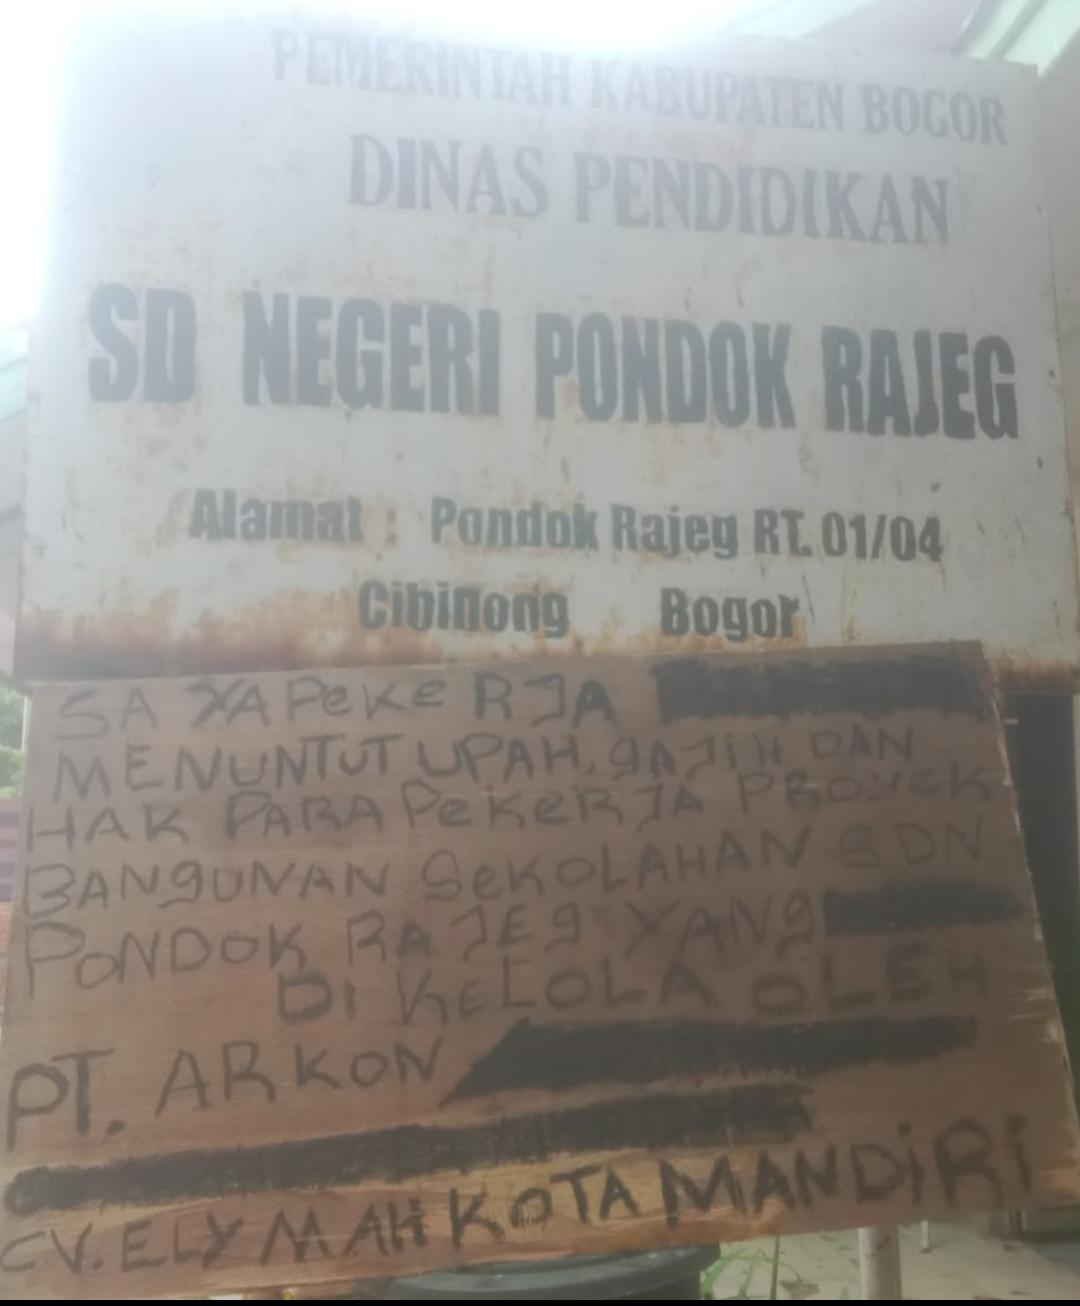 PEMERINTAH KABUPATEN BOGOR
DINAS PENDIDIKAN
SD NEGERI PONDOK RAJEG
Alamat : Pondok Rajeg RT. 01/04
Cibinong Bogor
SAYA PeKeRJA
MENUNTUT UPAH, gAJiH DAN
HAK PARA PeKeRJA PROyeK
BANgUNAN SeKOLAHAN SDN
PONDOK RAJEg YANg
Di KeLOLA OLEH
PT. ARKON
CV. ELY MAHKOTA MANDiRi